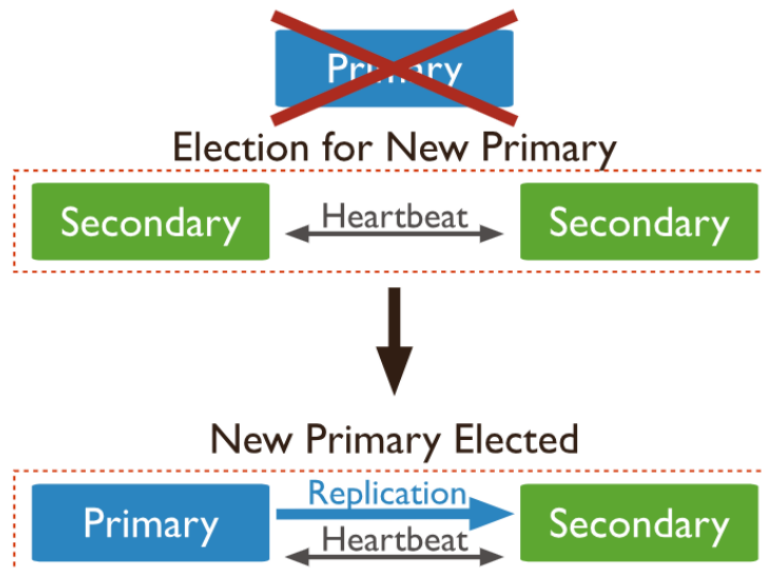 Primary
Election for New Primary
Secondary
Heartbeat
Secondary
New Primary Elected
Primary
Replication
Heartbeat
Secondary